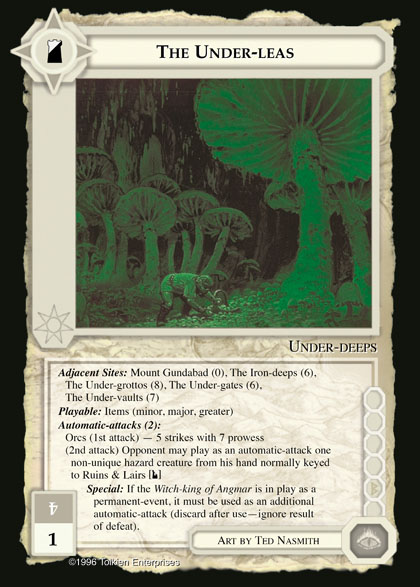 The Under-leas
Under-deeps
Adjacent Sites: Mount Gundabad (0), The Iron-deeps (6),
The Under-grottos (8), The Under-gates (6),
The Under-vaults (7)
Playable: Items (minor, major, greater)
Automatic-attacks (2):
Orcs (1st attack) — 5 strikes with 7 prowess
(2nd attack) Opponent may play as an automatic-attack one
non-unique hazard creature from his hand normally keyed
to Ruins & Lairs [ ]
Special: If the Witch-king of Angmar is in play as a
permanent-event, it must be used as an additional
automatic-attack (discard after use—ignore result
of defeat).
1
Art by Ted Nasmith
©1996 Tolkien Enterprises